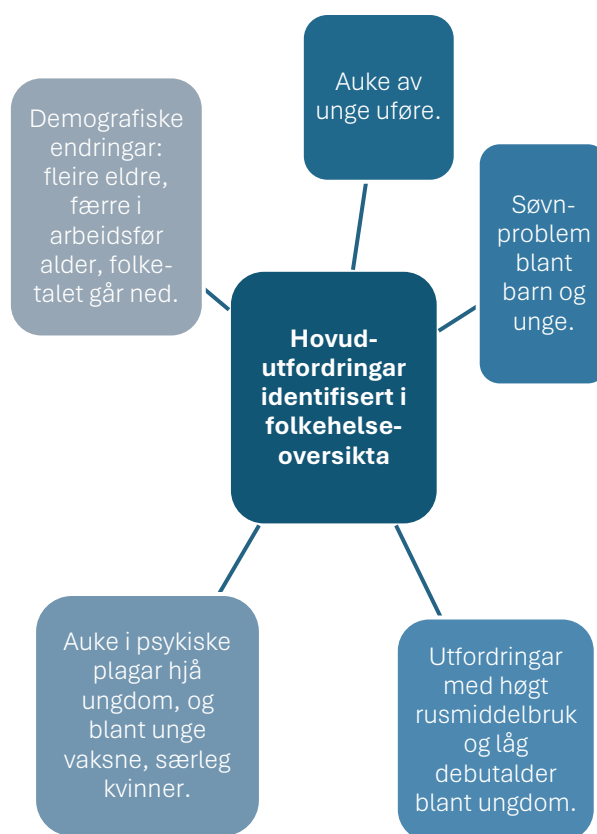 Auke av
unge uføre.
Demografiske
endringar:
fleire eldre,
færre i
arbeidsfør
alder, folke-
talet går ned.
Søvn-
problem
blant
barn og
unge.
Hovud-
utfordringar
identifisert i
folkehelse-
oversikta
Auke i psykiske
plagar hjå
ungdom, og
blant unge
vaksne, særleg
kvinner.
Utfordringar
med høgt
rusmiddelbruk
og låg
debutalder
blant ungdom.